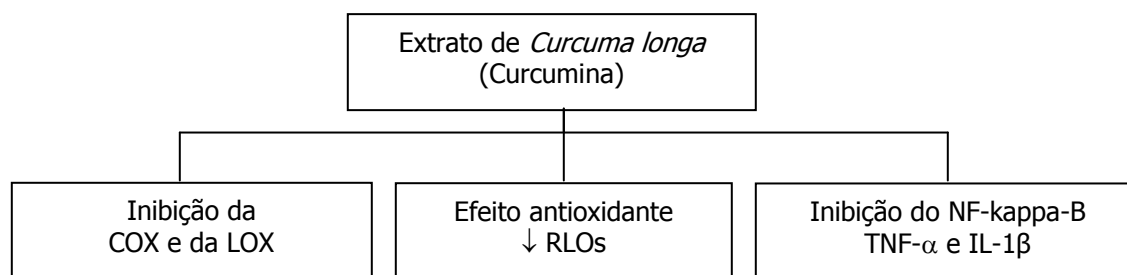 Extrato de Curcuma longa
(Curcumina)
Inibição da
COX e da LOX
Efeito antioxidante
↓ RLOs
Inibição do NF-kappa-B
TNF-α e IL-1β